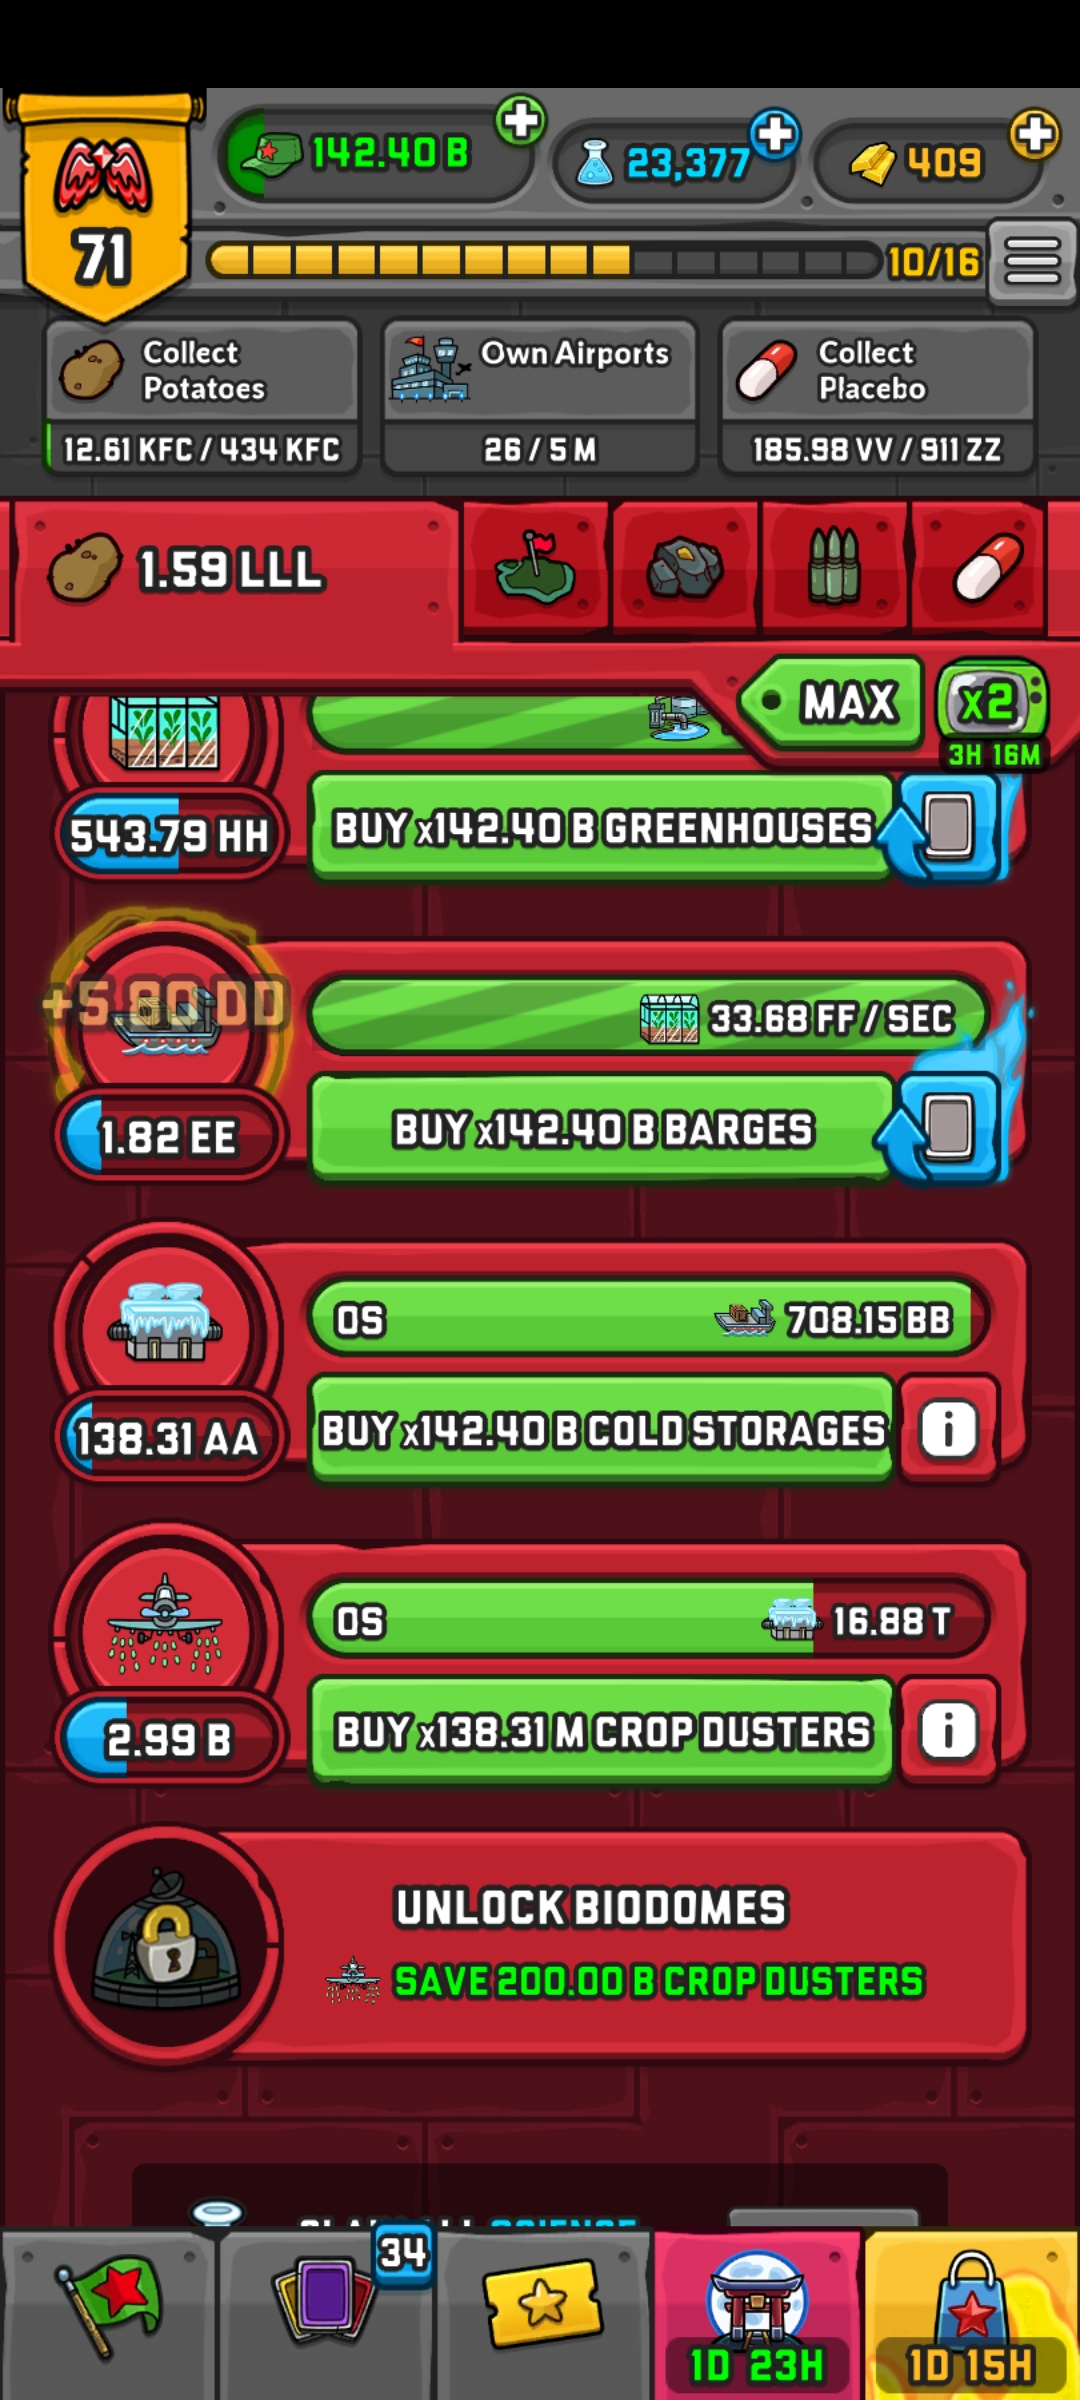 71
142.40 B
23,377
409
10/16
Collect
Potatoes
12.61 KFC / 434 KFC
Own Airports
26 / 5 M
Collect
Placebo
185.98 VV / 911 ZZ
1.59 LLL
MAX
x2
3H 16M
543.79 HH
BUY x142.40 B GREENHOUSES
+5.80 DD
33.68 FF / SEC
1.82 EE
BUY x142.40 B BARGES
0S
708.15 BB
138.31 AA
BUY x142.40 B COLD STORAGES
i
0S
16.88 T
2.99 B
BUY x138.31 M CROP DUSTERS
i
UNLOCK BIODOMES
SAVE 200.00 B CROP DUSTERS
34
1D 23H
1D 15H